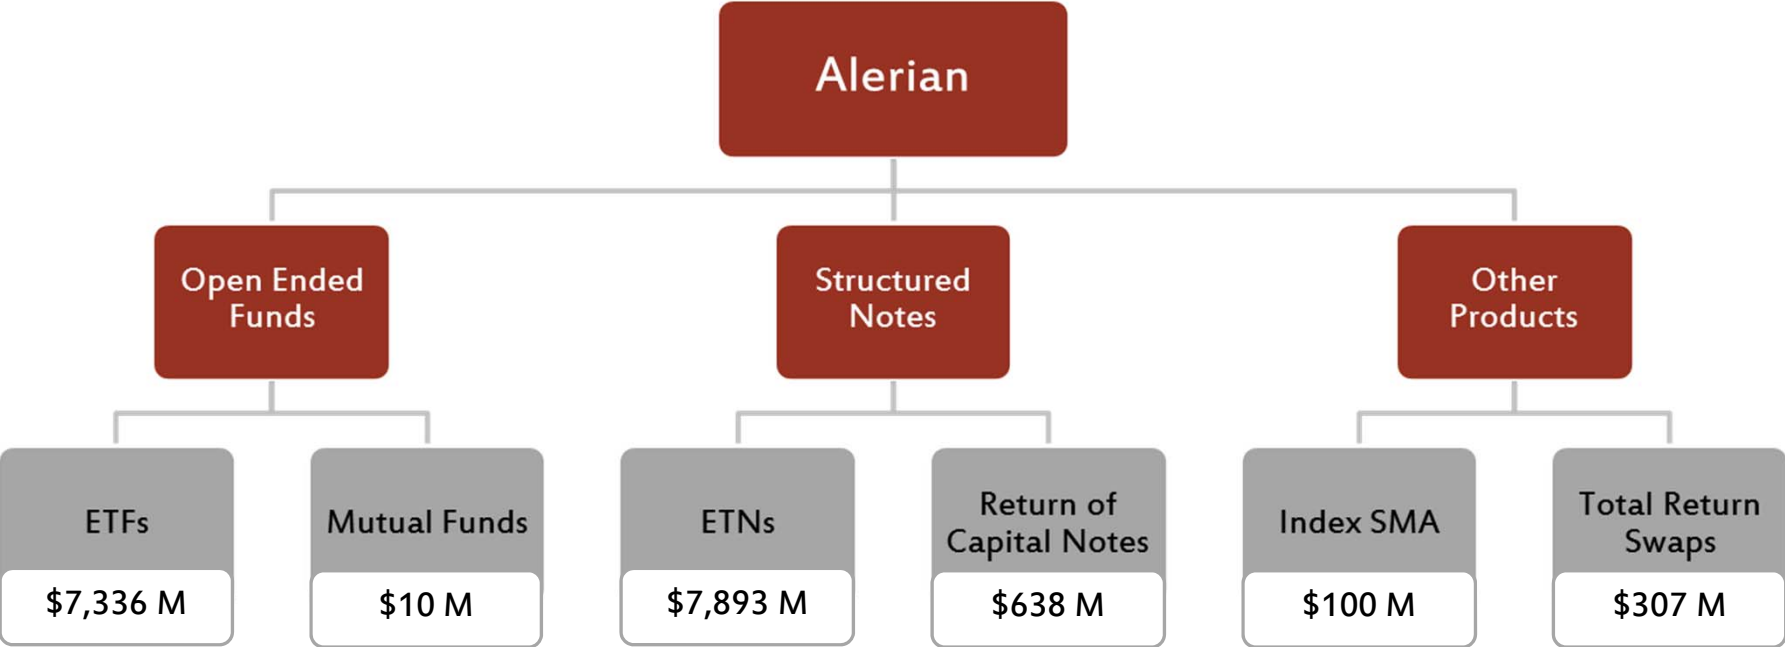 Alerian
Open Ended
Funds
Structured
Notes
Other
Products
ETFs
$7,336 M
Mutual Funds
$10 M
ETNs
$7,893 M
Return of
Capital Notes
$638 M
Index SMA
$100 M
Total Return
Swaps
$307 M